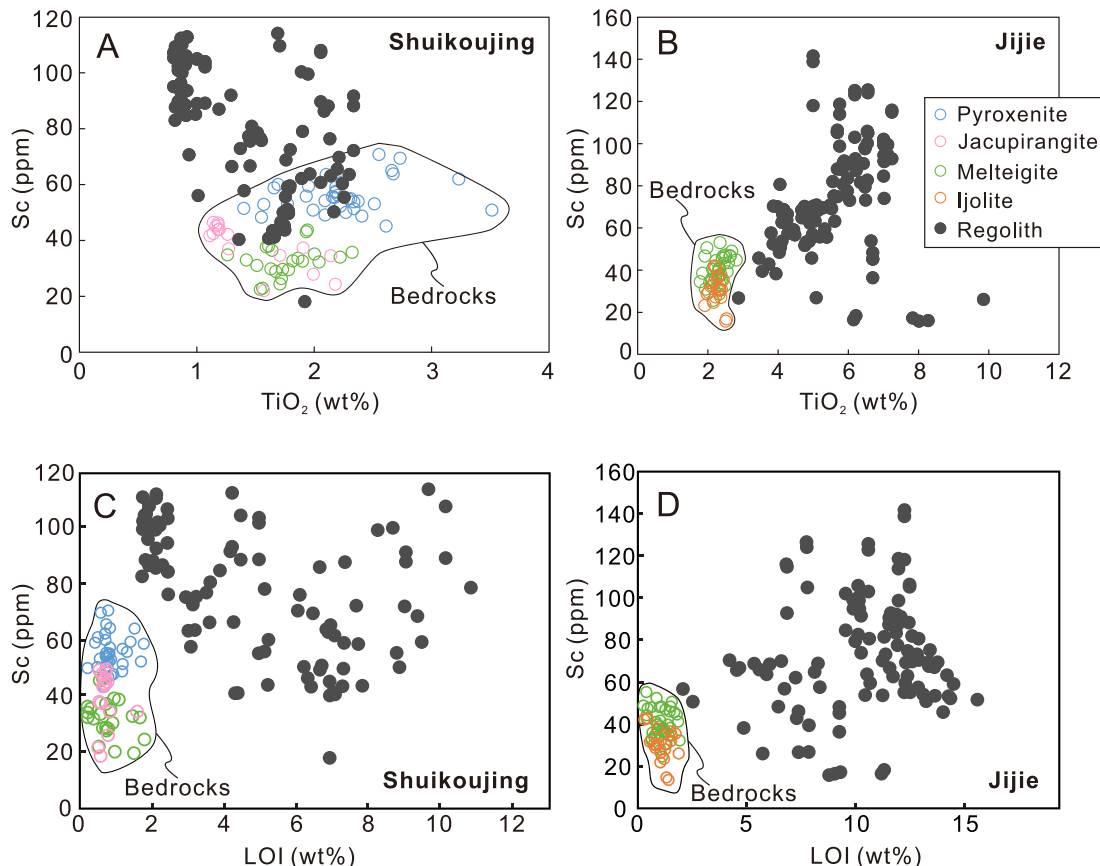 A
Shuikoujing
120
100
80
60
40
20
0
Sc (ppm)
Bedrocks
0 1 2 3 4
TiO₂ (wt%)
B
Jijie
160
140
120
100
80
60
40
20
0
Sc (ppm)
Bedrocks
Pyroxenite
Jacupirangite
Melteigite
Ijolite
Regolith
0 2 4 6 8 10 12
TiO₂ (wt%)
C
120
100
80
60
40
20
0
Sc (ppm)
Bedrocks
Shuikoujing
0 2 4 6 8 10 12
LOI (wt%)
D
160
140
120
100
80
60
40
20
0
Sc (ppm)
Bedrocks
Jijie
0 5 10 15
LOI (wt%)